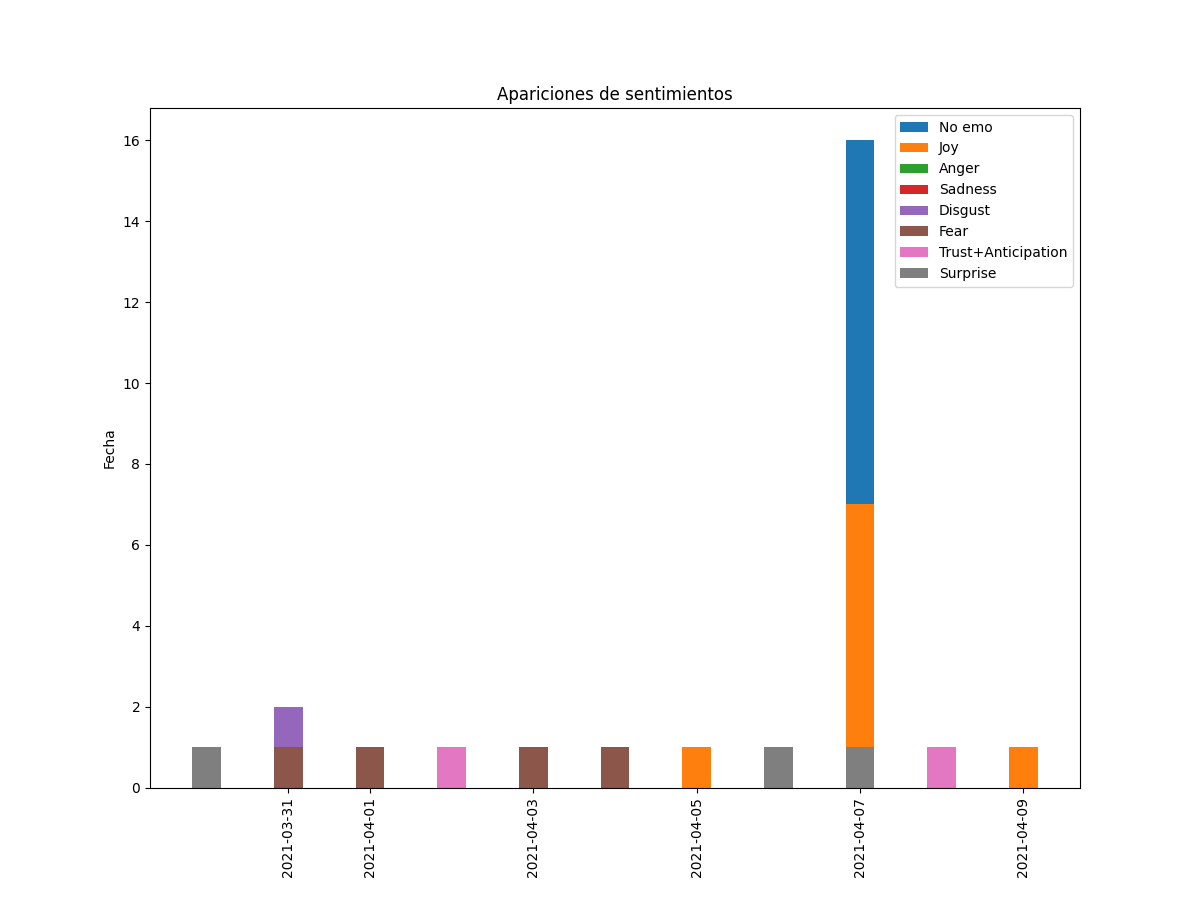 Apariciones de sentimientos
No emo
Joy
Anger
Sadness
Disgust
Fear
Trust+Anticipation
Surprise
Fecha
16
14
12
10
8
6
4
2
0
2021-03-31
2021-04-01
2021-04-03
2021-04-05
2021-04-07
2021-04-09